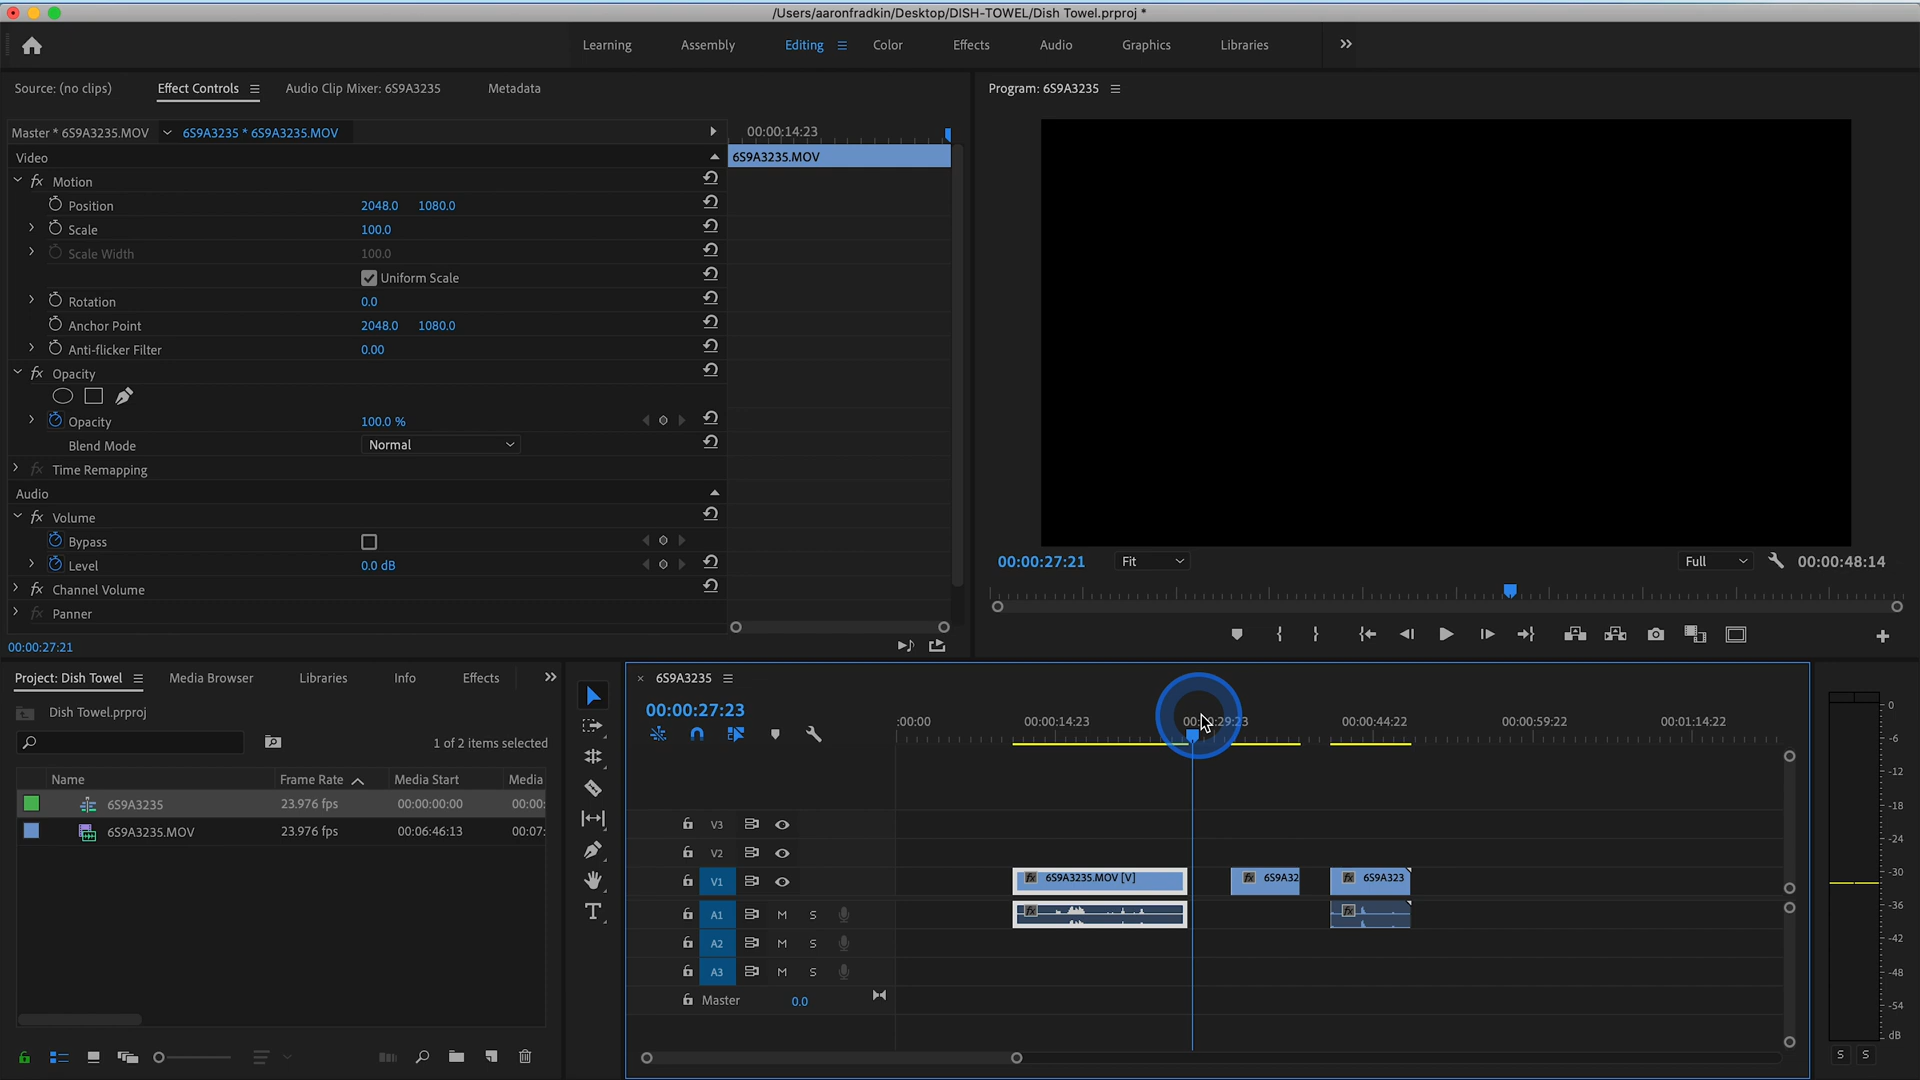 /Users/aaronfradkin/Desktop/DISH-TOWEL/Dish Towel.prproj *
Learning Assembly Editing Color Effects Audio Graphics Libraries
Source: (no clips) Effect Controls Audio Clip Mixer: 6S9A3235 Metadata
Program: 6S9A3235
Master * 6S9A3235.MOV 6S9A3235 * 6S9A3235.MOV 00:00:14:23
Video 6S9A3235.MOV
fx Motion
Position 2048.0 1080.0
Scale 100.0
Scale Width 100.0
Uniform Scale
Rotation 0.0
Anchor Point 2048.0 1080.0
Anti-flicker Filter 0.00
fx Opacity
Opacity 100.0 %
Blend Mode Normal
fx Time Remapping
Audio
fx Volume
Bypass
Level 0.0 dB
fx Channel Volume
fx Panner
00:00:27:21
00:00:27:21 Fit Full 00:00:48:14
Project: Dish Towel Media Browser Libraries Info Effects
Dish Towel.prproj
1 of 2 items selected
Name Frame Rate Media Start Media
6S9A3235 23.976 fps 00:00:00:00 00:00:
6S9A3235.MOV 23.976 fps 00:06:46:13 00:07:
× 6S9A3235
00:00:27:23
:00:00 00:00:14:23 00:00:29:23 00:00:44:22 00:00:59:22 00:01:14:22
V3
V2
V1 fx 6S9A3235.MOV [V] fx 6S9A32 fx 6S9A323
A1 M S fx fx
A2 M S
A3 M S
Master 0.0
0
-6
-12
-18
-24
-30
-36
-42
-48
-54
dB
S S